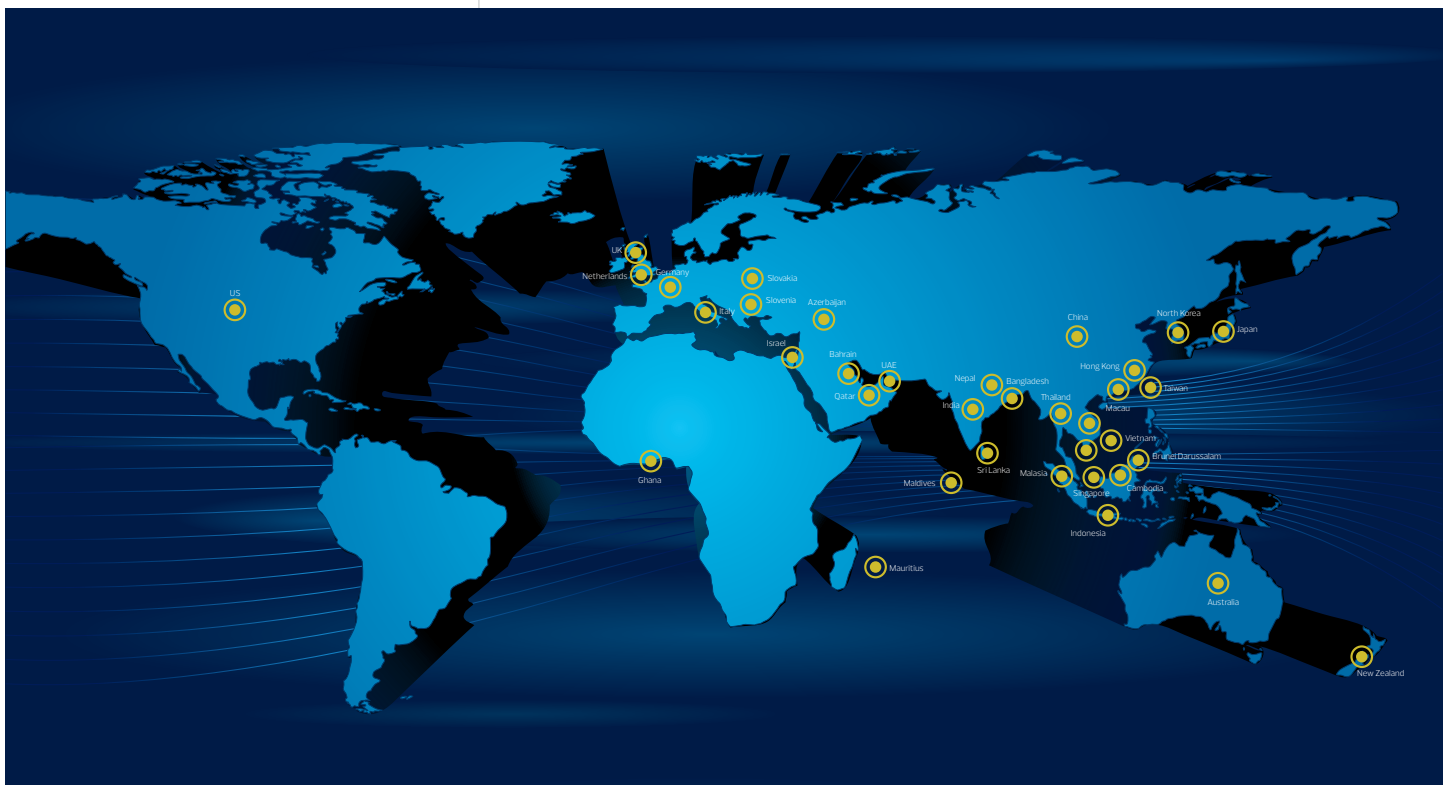 UK
Netherlands
Germany
Slovakia
US
Slovenia
Azerbaijan
Italy
China
North Korea
Japan
Israel
Bahrain
UAE
Hong Kong
Nepal
Bangladesh
Taiwan
Qatar
Thailand
India
Macau
Vietnam
Brunei Darussalam
Sri Lanka
Malasia
Ghana
Maldives
Cambodia
Singapore
Indonesia
Mauritius
Australia
New Zealand